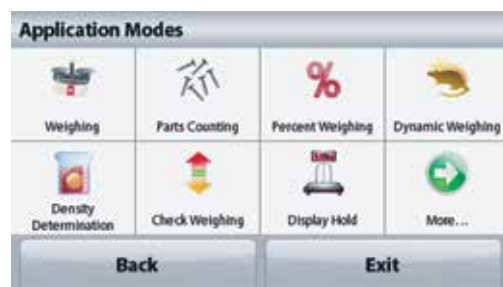 Application Modes
Weighing
Parts Counting
Percent Weighing
Dynamic Weighing
Density
Determination
Check Weighing
Display Hold
More...
Back
Exit